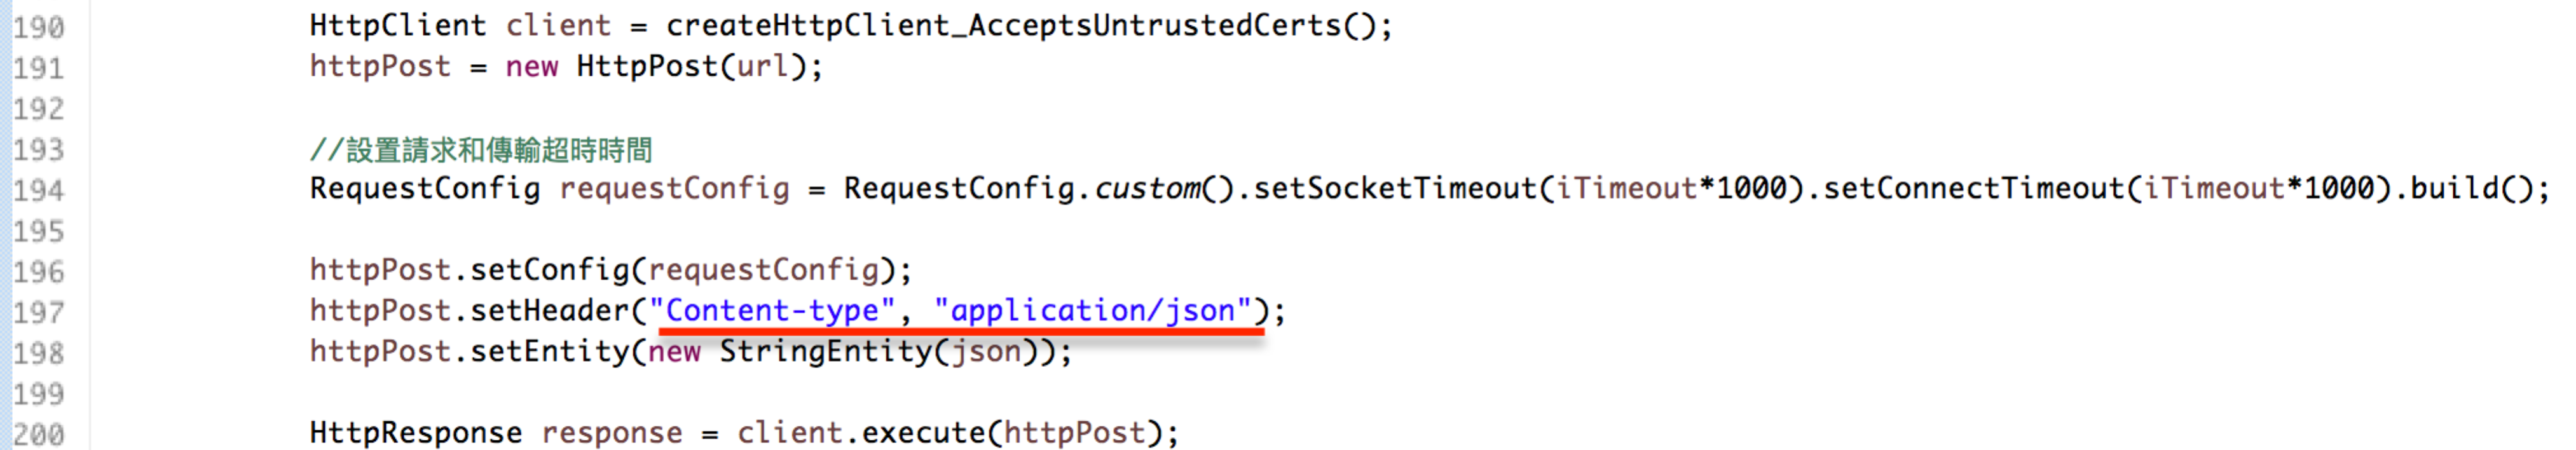 190 HttpClient client = createHttpClient_AcceptsUntrustedCerts();
191 httpPost = new HttpPost(url);
192
193 //設置請求和傳輸超時時間
194 RequestConfig requestConfig = RequestConfig.custom().setSocketTimeout(iTimeout*1000).setConnectTimeout(iTimeout*1000).build();
195
196 httpPost.setConfig(requestConfig);
197 httpPost.setHeader("Content-type", "application/json");
198 httpPost.setEntity(new StringEntity(json));
199
200 HttpResponse response = client.execute(httpPost);